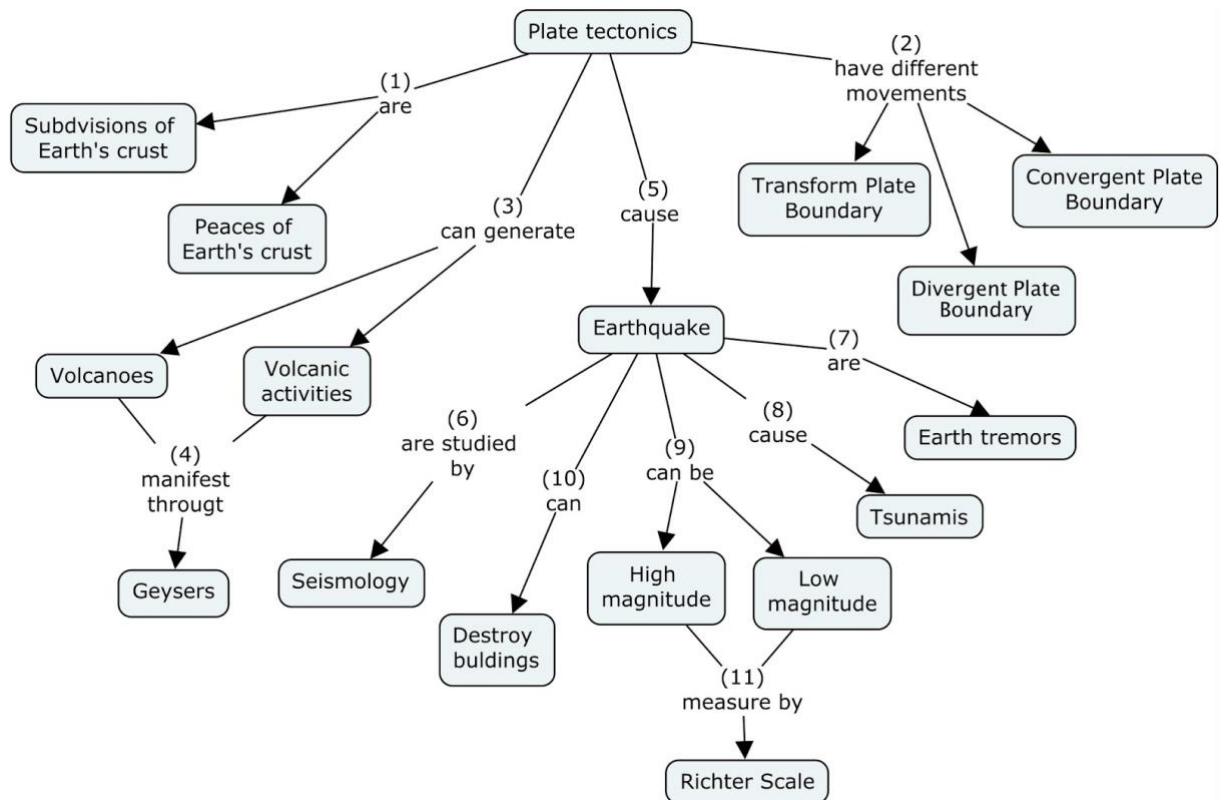 Plate tectonics
(1)
are
(2)
have different
movements
Subdvisions of
Earth's crust
Peaces of
Earth's crust
(3)
can generate
(5)
cause
Transform Plate
Boundary
Convergent Plate
Boundary
Divergent Plate
Boundary
Earthquake
Volcanoes
Volcanic
activities
(7)
are
(4)
manifest
througt
(6)
are studied
by
(10)
can
(9)
can be
(8)
cause
Earth tremors
Tsunamis
Geysers
Seismology
Destroy
buldings
High
magnitude
Low
magnitude
(11)
measure by
Richter Scale